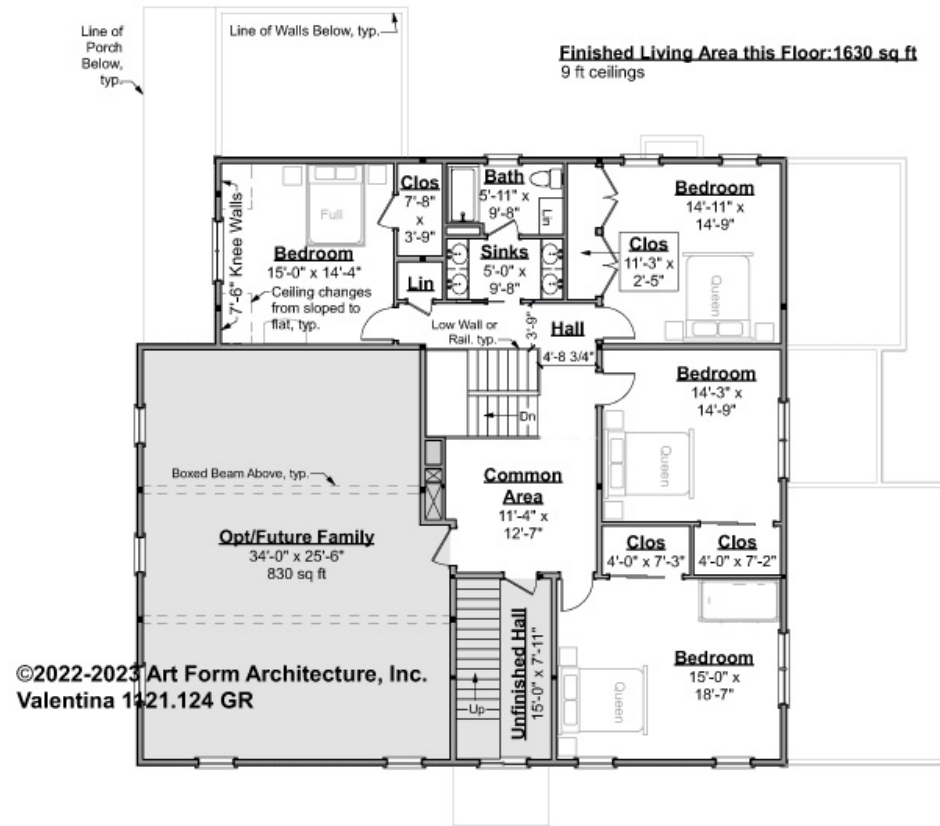 Line of
Porch
Below,
typ.
Line of Walls Below, typ.
Finished Living Area this Floor:1630 sq ft
9 ft ceilings
7'-6" Knee Walls
Full
Bedroom
15'-0" x 14'-4"
Ceiling changes
from sloped to
flat, typ.
Clos
7'-8"
x
3'-9"
Lin
Bath
5'-11" x
9'-8"
Lin
Sinks
5'-0" x
9'-8"
Clos
11'-3" x
2'-5"
Bedroom
14'-11" x
14'-9"
Queen
Low Wall or
Rail. typ.
3'-9"
Hall
4'-8 3/4"
Dn
Bedroom
14'-3" x
14'-9"
Queen
Boxed Beam Above, typ.
Common
Area
11'-4" x
12'-7"
Opt/Future Family
34'-0" x 25'-6"
830 sq ft
Clos
4'-0" x 7'-3"
Clos
4'-0" x 7'-2"
Up
Unfinished Hall
15'-0" x 7'-11"
Bedroom
15'-0" x
18'-7"
Queen
©2022-2023 Art Form Architecture, Inc.
Valentina 1121.124 GR